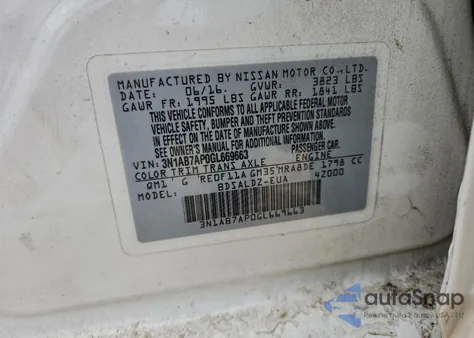 MANUFACTURED BY NISSAN MOTOR CO., LTD.
DATE: 06/16 GVWR: 3823 LBS
GAWR FR: 1995 LBS GAWR RR: 1841 LBS
THIS VEHICLE CONFORMS TO ALL APPLICABLE FEDERAL MOTOR
VEHICLE SAFETY, BUMPER AND THEFT PREVENTION STANDARDS
IN EFFECT ON THE DATE OF MANUFACTURE SHOWN ABOVE.
SEE OWNER'S MANUAL FOR FURTHER INFORMATION
VIN: 3N1AB7AP0GL669663 PASSENGER CAR
COLOR TRIM TRANS AXLE ENGINE
QM1 G RE0F11A GM35 MRA8DE 1798 CC
MODEL: BDSALDZ-EUA 4Z000
3N1AB7AP0GL669663
autoSnap